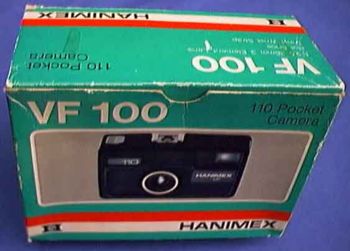 HANIMEX
H
VF 100
110 Pocket
Camera
VF 100
110 Pocket
Camera
110
HANIMEX
H
HANIMEX